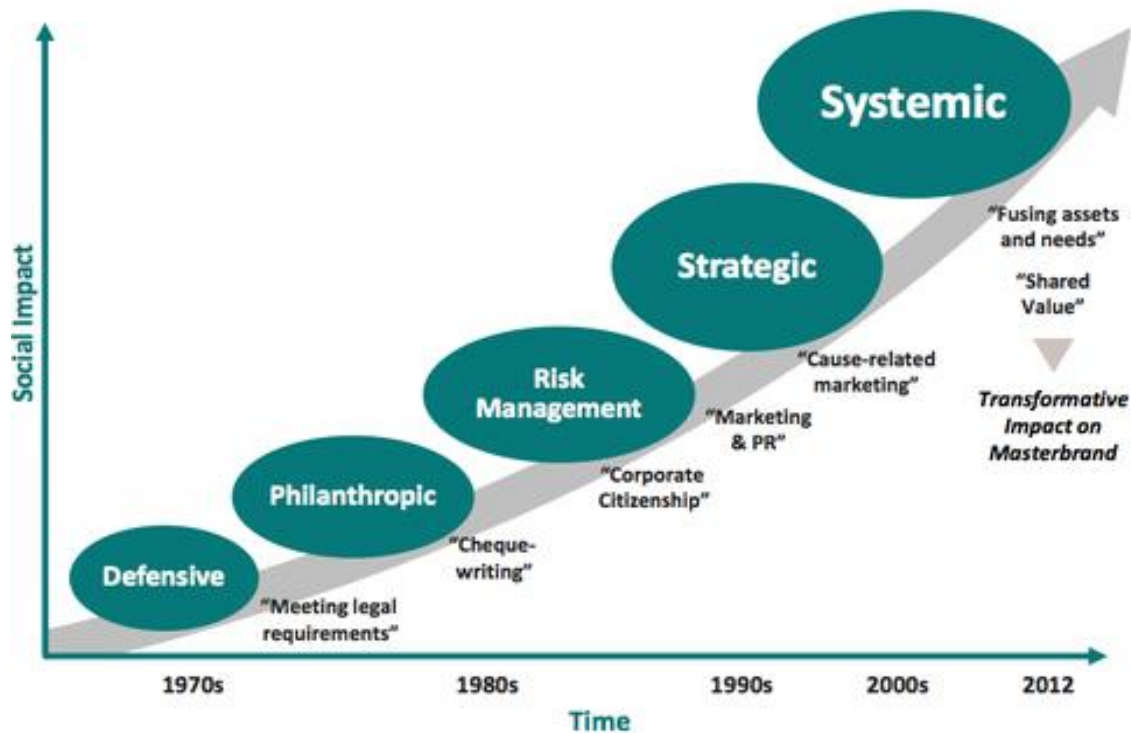 Systemic
"Fusing assets
and needs"
"Shared
Value"
Transformative
Impact on
Masterbrand
Strategic
"Cause-related
marketing"
Risk
Management
"Marketing
& PR"
"Corporate
Citizenship"
Philanthropic
"Cheque-
writing"
Defensive
"Meeting legal
requirements"
Social Impact
1970s
1980s
1990s
2000s
2012
Time